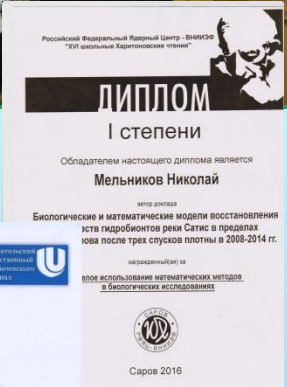 Российский Федеральный Ядерный Центр - ВНИИЭФ
"XVI школьные Харитоновские чтения"
ДИПЛОМ
I степени
Обладателем настоящего диплома является
Мельников Николай
автор доклада
Биологические и математические модели восстановления
гидробионтов реки Сатис в пределах
после трех спусков плотны в 2008-2014 гг.
награжденный(ая) за
использование математических методов
в биологических исследованиях
САРОВ
РФЯЦ-ВНИИЭФ
Саров 2016